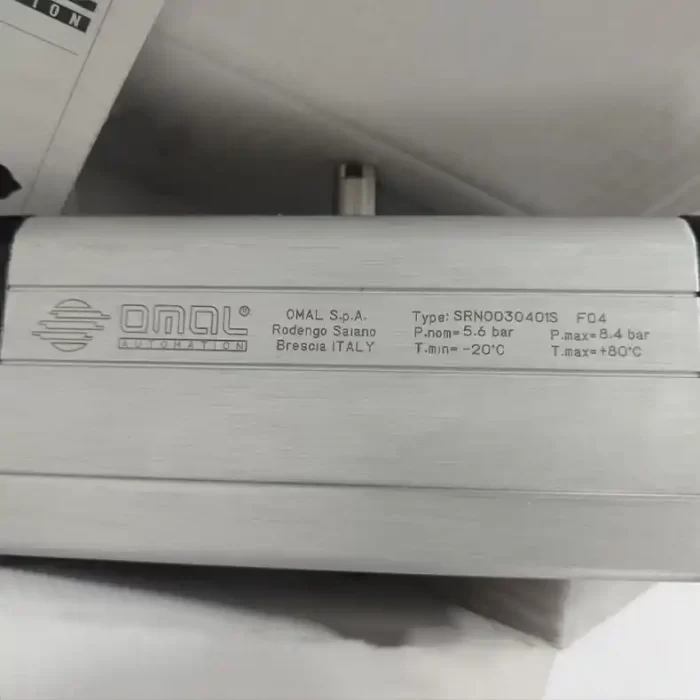 ION
OMAL®
AUTOMATION
OMAL S.p.A.
Rodengo Saiano
Brescia ITALY
Type: SRN0030401S F04
P.nom=5.6 bar P.max=8.4 bar
T.min=-20°C T.max=+80°C